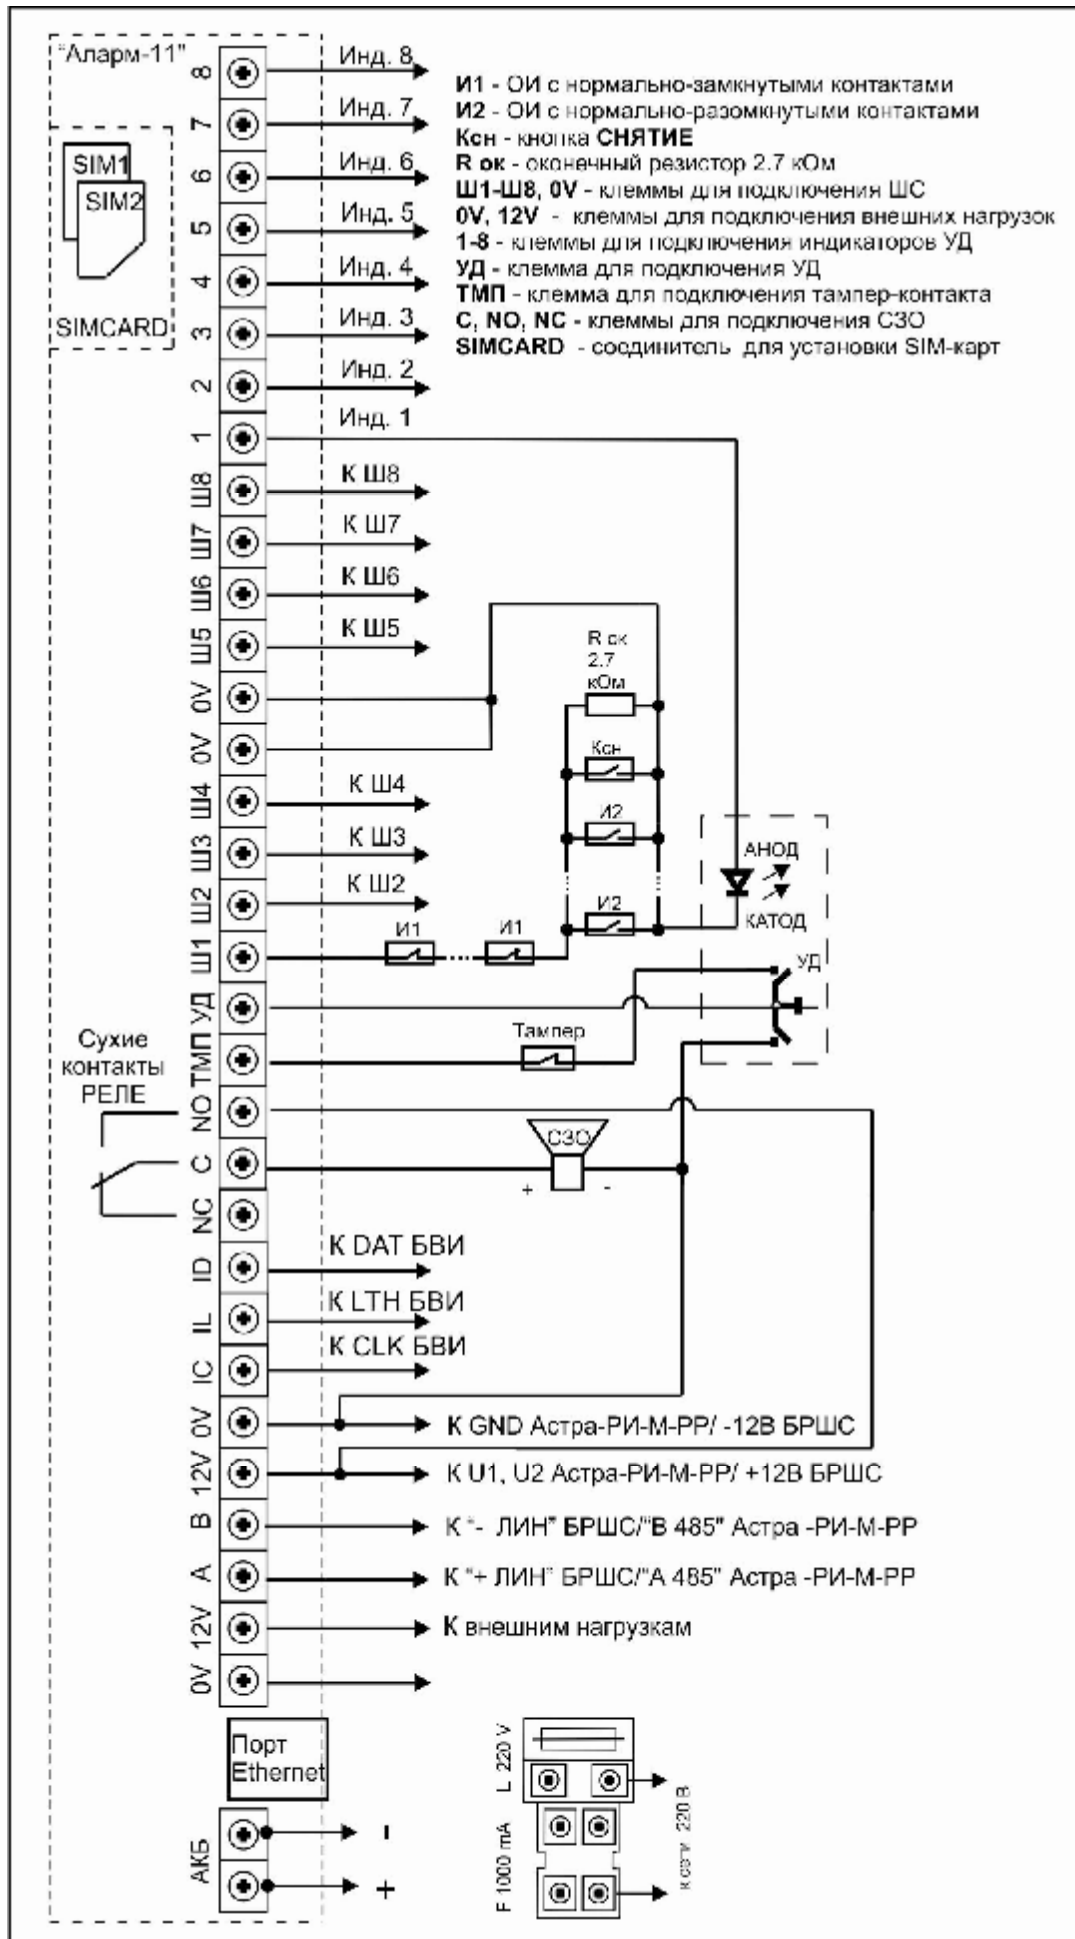 "Аларм-11"
8
Инд. 8
7
Инд. 7
6
Инд. 6
5
Инд. 5
4
Инд. 4
3
Инд. 3
2
Инд. 2
1
Инд. 1
SIM1
SIM2
SIMCARD
И1 - ОИ с нормально-замкнутыми контактами
И2 - ОИ с нормально-разомкнутыми контактами
Ксн - кнопка СНЯТИЕ
R ок - оконечный резистор 2.7 кОм
Ш1-Ш8, 0V - клеммы для подключения ШС
0V, 12V - клеммы для подключения внешних нагрузок
1-8 - клеммы для подключения индикаторов УД
УД - клемма для подключения УД
ТМП - клемма для подключения тампер-контакта
C, NO, NC - клеммы для подключения СЗО
SIMCARD - соединитель для установки SIM-карт
Ш8
К Ш8
Ш7
К Ш7
Ш6
К Ш6
Ш5
К Ш5
0V
0V
R ок
2.7
кОм
Ксн
И2
И2
Ш4
К Ш4
Ш3
К Ш3
Ш2
К Ш2
Ш1
И1
И1
АНОД
КАТОД
УД
УД
ТМП
Тампер
Сухие
контакты
РЕЛЕ
NO
C
СЗО
+ -
NC
ID
К DAT БВИ
IL
К LTH БВИ
IC
К CLK БВИ
0V
К GND Астра-РИ-М-РР/ -12В БРШС
12V
К U1, U2 Астра-РИ-М-РР/ +12В БРШС
B
К "- ЛИН" БРШС/"В 485" Астра -РИ-М-РР
A
К "+ ЛИН" БРШС/"А 485" Астра -РИ-М-РР
12V
К внешним нагрузкам
0V
Порт
Ethernet
АКБ
-
+
L 220 V
F 1000 mA
к сети 220 В